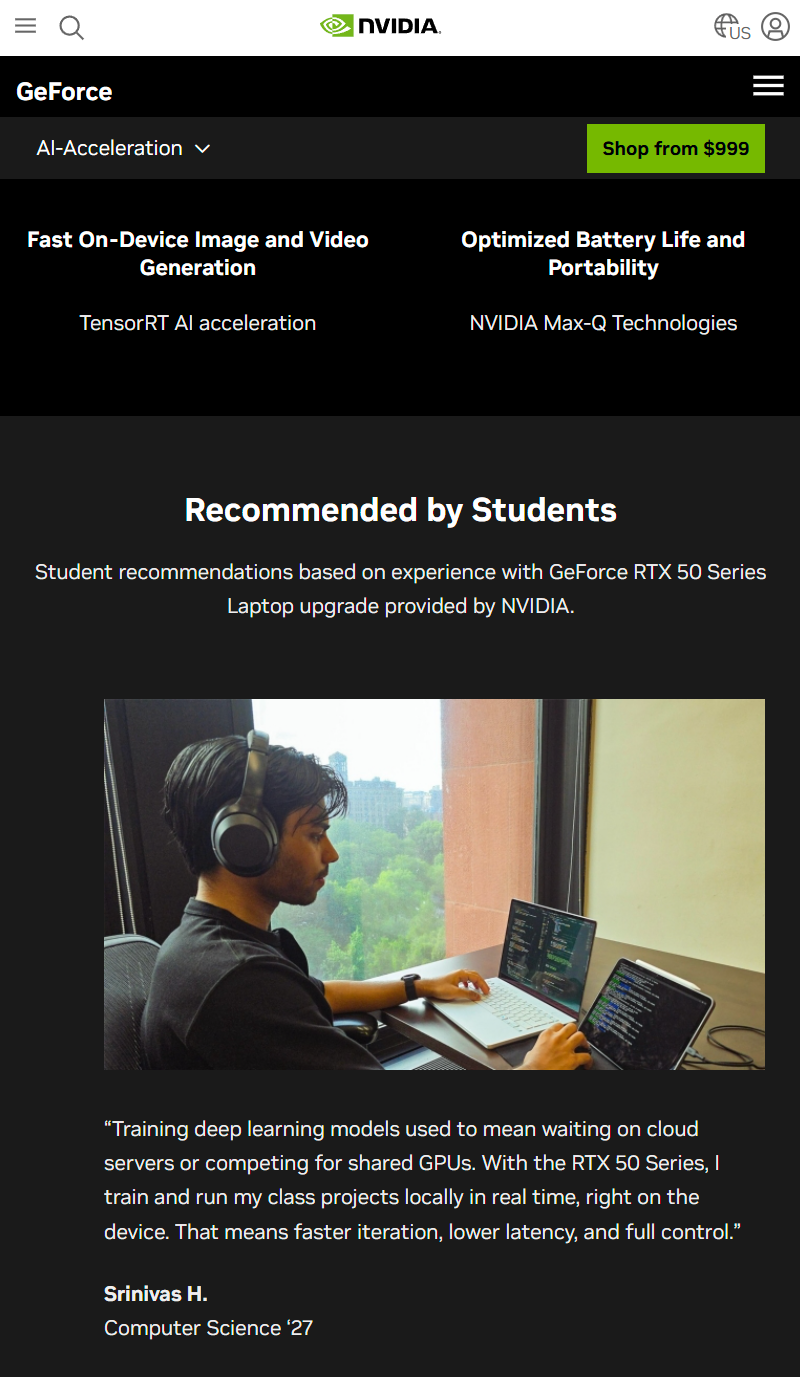 NVIDIA.
US
GeForce
AI-Acceleration
Shop from $999
Fast On-Device Image and Video
Generation
TensorRT AI acceleration
Optimized Battery Life and
Portability
NVIDIA Max-Q Technologies
Recommended by Students
Student recommendations based on experience with GeForce RTX 50 Series
Laptop upgrade provided by NVIDIA.
“Training deep learning models used to mean waiting on cloud
servers or competing for shared GPUs. With the RTX 50 Series, I
train and run my class projects locally in real time, right on the
device. That means faster iteration, lower latency, and full control.”
Srinivas H.
Computer Science ‘27